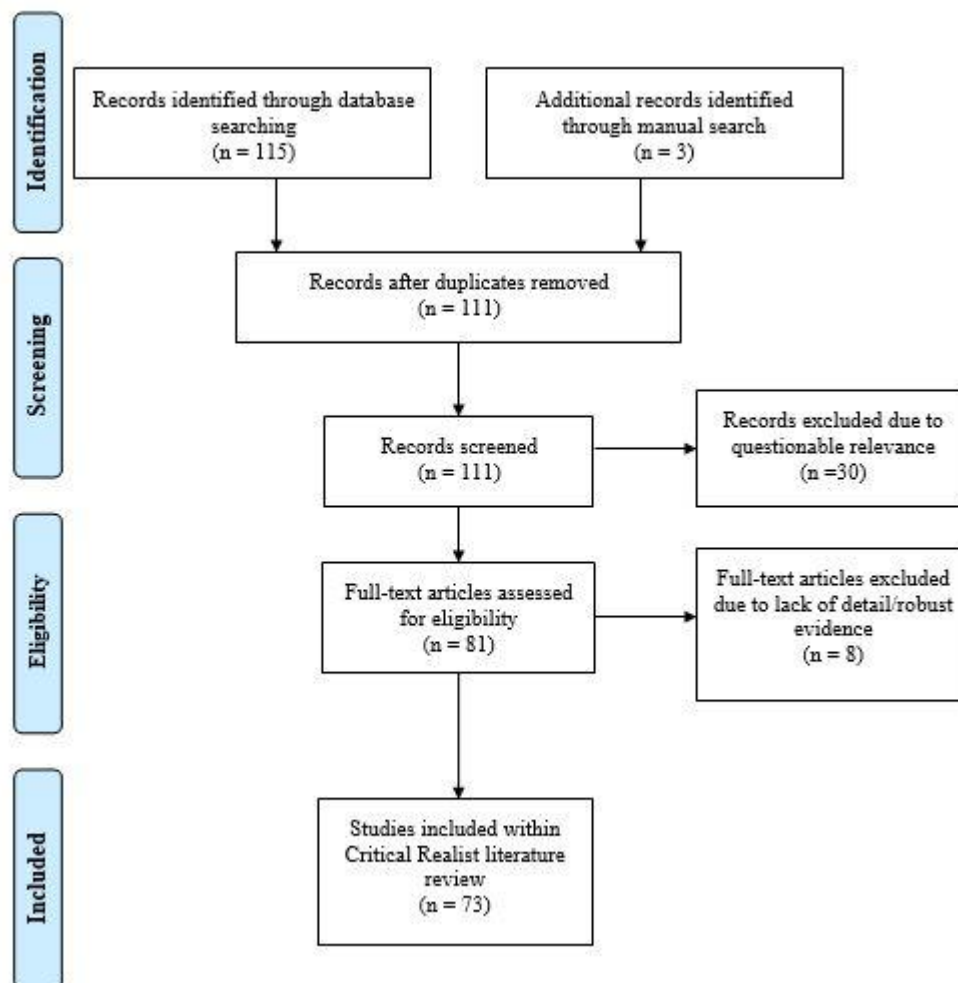 Identification
Records identified through database
searching
(n = 115)
Additional records identified
through manual search
(n = 3)
Screening
Records after duplicates removed
(n = 111)
Records screened
(n = 111)
Records excluded due to
questionable relevance
(n =30)
Eligibility
Full-text articles assessed
for eligibility
(n = 81)
Full-text articles excluded
due to lack of detail/robust
evidence
(n = 8)
Included
Studies included within
Critical Realist literature
review
(n = 73)